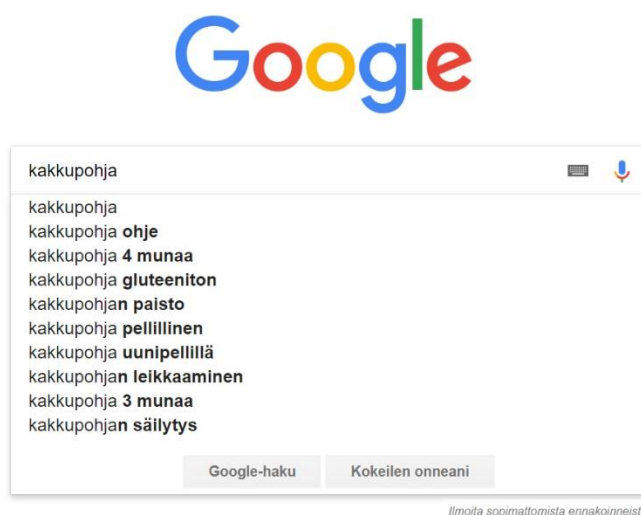 Google
kakkupohja
kakkupohja
kakkupohja ohje
kakkupohja 4 munaa
kakkupohja gluteeniton
kakkupohjan paisto
kakkupohja pellillinen
kakkupohja uunipellillä
kakkupohjan leikkaaminen
kakkupohja 3 munaa
kakkupohjan säilytys
Google-haku Kokeilen onneani
Ilmoita sopimattomista ennakoinneist